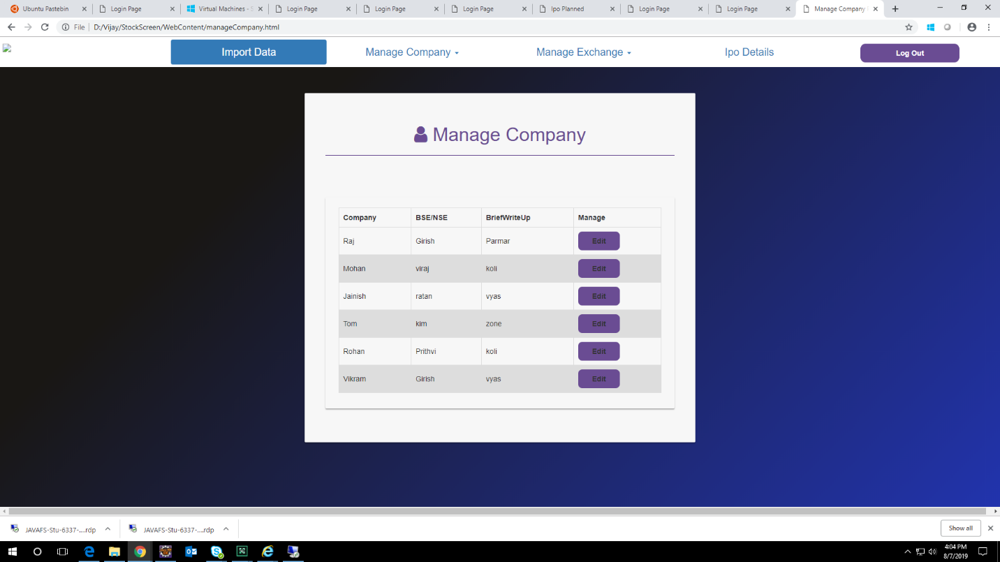 Ubuntu Pastebin Login Page Virtual Machines - S Login Page Login Page Login Page Ipo Planned Login Page Login Page Manage Company
File D:/Vijay/StockScreen/WebContent/manageCompany.html
Import Data Manage Company Manage Exchange Ipo Details Log Out
Manage Company
Company BSE/NSE BriefWriteUp Manage
Raj Girish Parmar Edit
Mohan viraj koli Edit
Jainish ratan vyas Edit
Tom kim zone Edit
Rohan Prithvi koli Edit
Vikram Girish vyas Edit
JAVAFS-Stu-6337-....rdp JAVAFS-Stu-6337-....rdp Show all
4:04 PM
8/7/2019